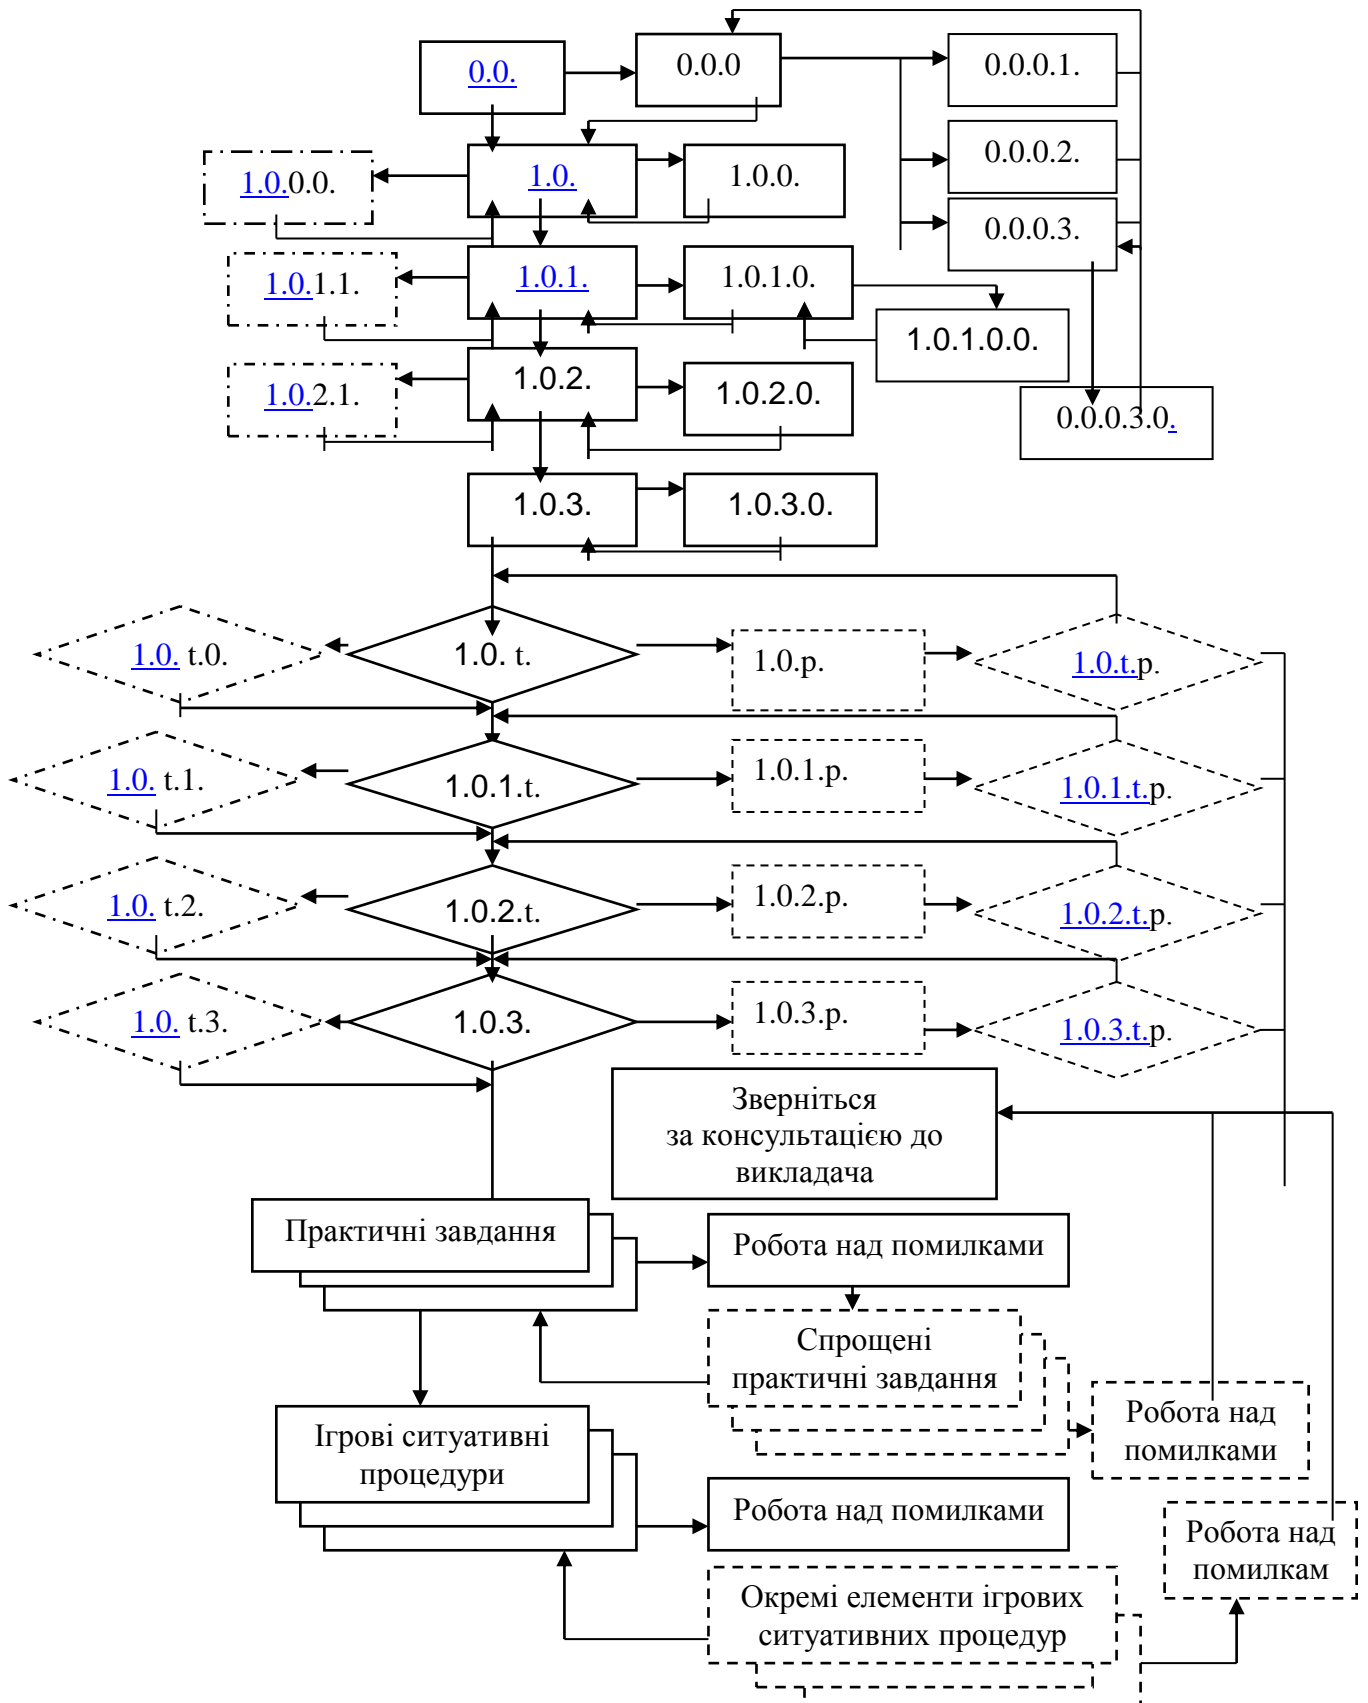 0.0.
0.0.0
0.0.0.1.
0.0.0.2.
1.0.0.0.
1.0.
1.0.0.
0.0.0.3.
1.0.1.1.
1.0.1.
1.0.1.0.
1.0.1.0.0.
1.0.2.1.
1.0.2.
1.0.2.0.
0.0.0.3.0.
1.0.3.
1.0.3.0.
1.0. t.0.
1.0. t.
1.0.p.
1.0.t.p.
1.0. t.1.
1.0.1.t.
1.0.1.p.
1.0.1.t.p.
1.0. t.2.
1.0.2.t.
1.0.2.p.
1.0.2.t.p.
1.0. t.3.
1.0.3.
1.0.3.p.
1.0.3.t.p.
Зверніться
за консультацією до
викладача
Практичні завдання
Робота над помилками
Спрощені
практичні завдання
Робота над
помилками
Ігрові ситуативні
процедури
Робота над помилками
Робота над
помилкам
Окремі елементи ігрових
ситуативних процедур